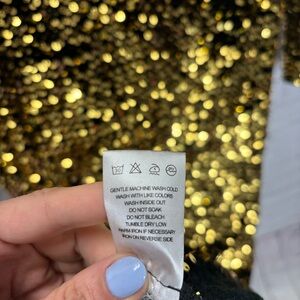 GENTLE MACHINE WASH COLD
WASH WITH LIKE COLORS
WASH INSIDE OUT
DO NOT SOAK
DO NOT BLEACH
TUMBLE DRY LOW
WARM IRON IF NECESSARY
IRON ON REVERSE SIDE